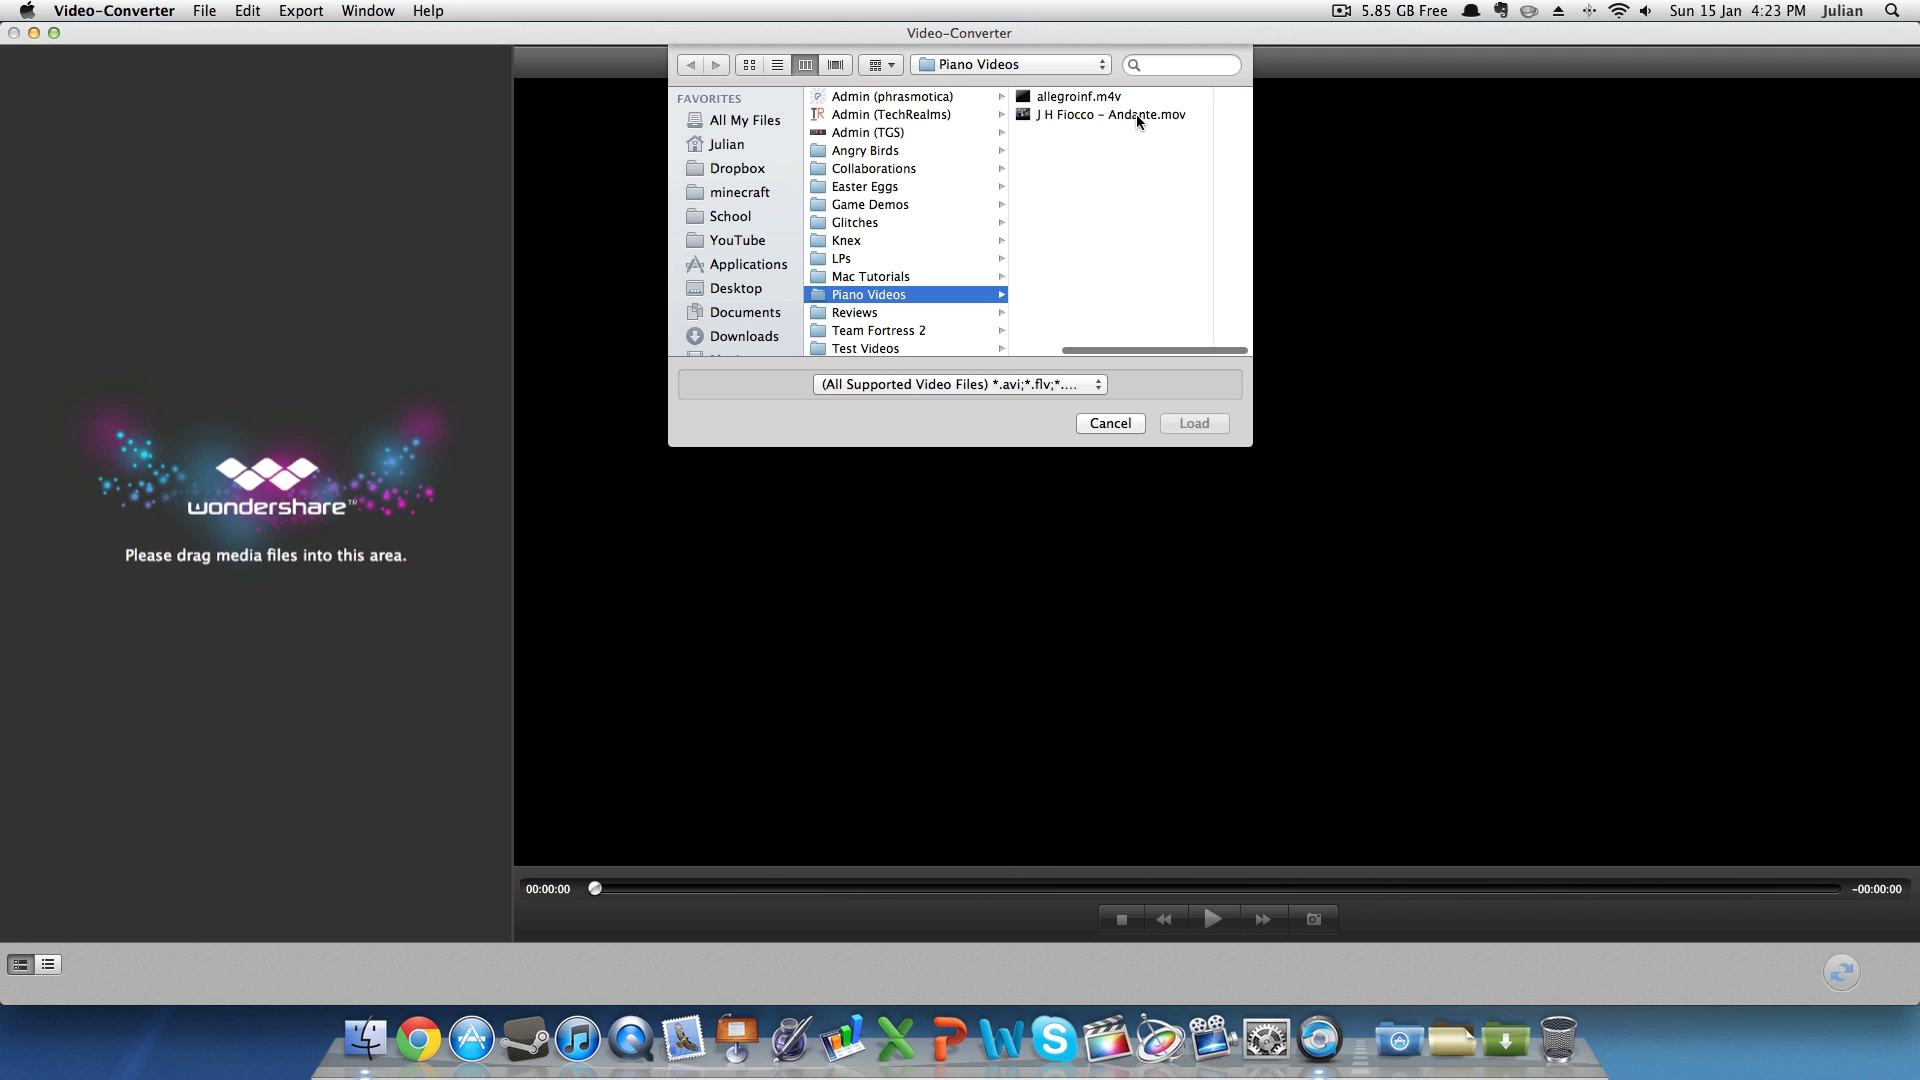 Video-Converter File Edit Export Window Help 5.85 GB Free Sun 15 Jan 4:23 PM Julian
Video-Converter
Piano Videos
FAVORITES
All My Files
Julian
Dropbox
minecraft
School
YouTube
Applications
Desktop
Documents
Downloads
Admin (phrasmotica)
Admin (TechRealms)
Admin (TGS)
Angry Birds
Collaborations
Easter Eggs
Game Demos
Glitches
Knex
LPs
Mac Tutorials
Piano Videos
Reviews
Team Fortress 2
Test Videos
allegroinf.m4v
J H Fiocco - Andante.mov
(All Supported Video Files) *.avi;*.flv;*....
Cancel Load
wondershare™
Please drag media files into this area.
00:00:00 -00:00:00